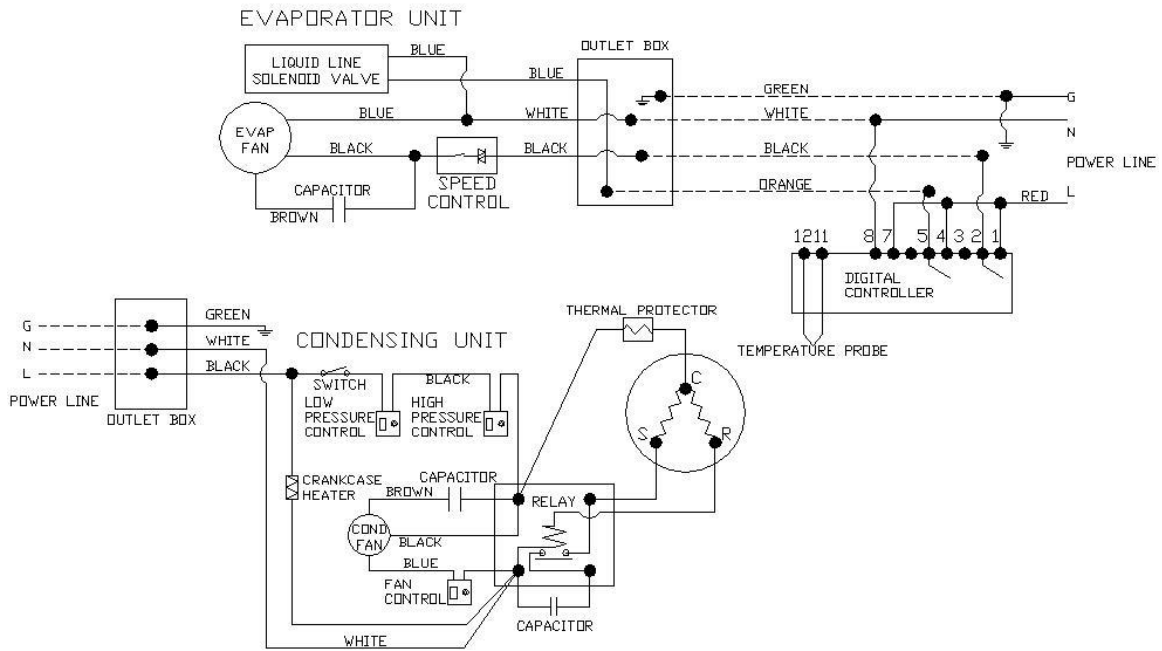 EVAPORATOR UNIT
BLUE
OUTLET BOX
LIQUID LINE
SOLENOID VALVE
BLUE
GREEN
G
BLUE
WHITE
WHITE
N
EVAP
FAN
BLACK
BLACK
BLACK
POWER LINE
SPEED
CONTROL
CAPACITOR
BROWN
ORANGE
RED
L
12 11 8 7 5 4 3 2 1
DIGITAL
CONTROLLER
TEMPERATURE PROBE
THERMAL PROTECTOR
G
GREEN
N
WHITE
CONDENSING UNIT
L
BLACK
POWER LINE
OUTLET BOX
SWITCH
BLACK
LOW
PRESSURE
CONTROL
HIGH
PRESSURE
CONTROL
C
S
R
CRANKCASE
HEATER
CAPACITOR
BROWN
RELAY
COND
FAN
BLACK
BLUE
FAN
CONTROL
CAPACITOR
WHITE